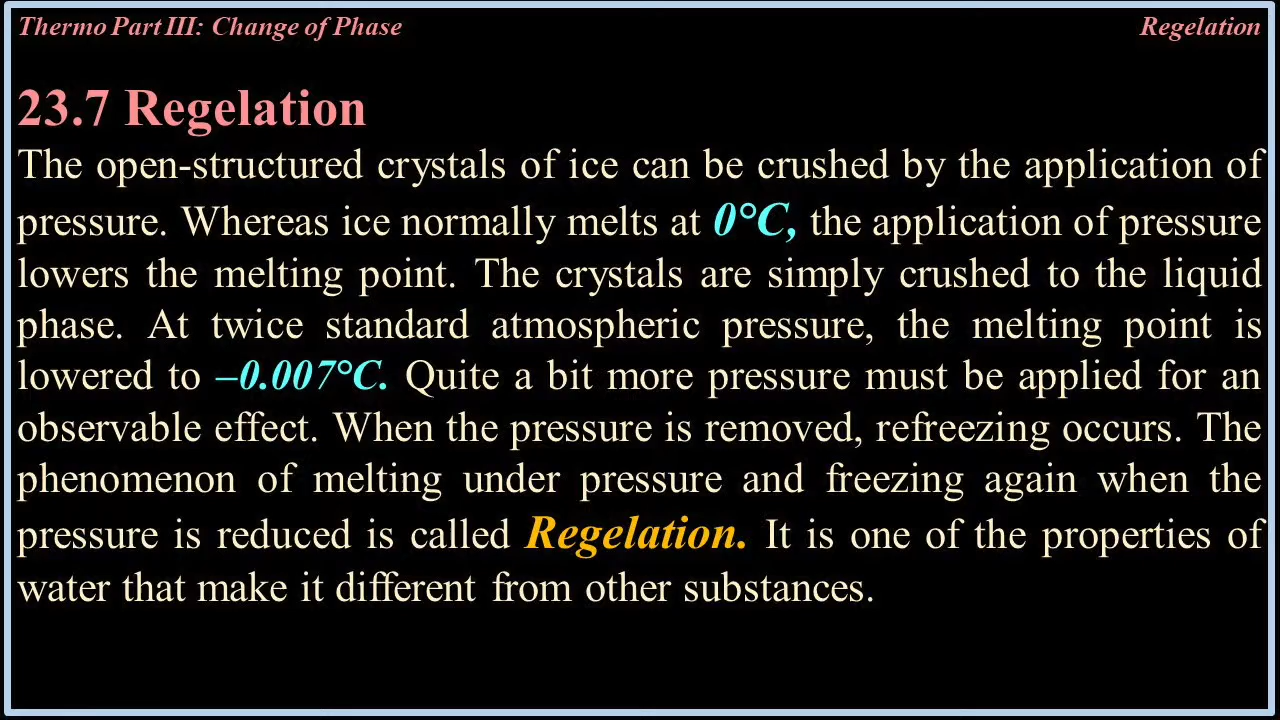 Thermo Part III: Change of Phase
Regelation
23.7 Regelation
The open-structured crystals of ice can be crushed by the application of
pressure. Whereas ice normally melts at 0°C, the application of pressure
lowers the melting point. The crystals are simply crushed to the liquid
phase. At twice standard atmospheric pressure, the melting point is
lowered to –0.007°C. Quite a bit more pressure must be applied for an
observable effect. When the pressure is removed, refreezing occurs. The
phenomenon of melting under pressure and freezing again when the
pressure is reduced is called Regelation. It is one of the properties of
water that make it different from other substances.